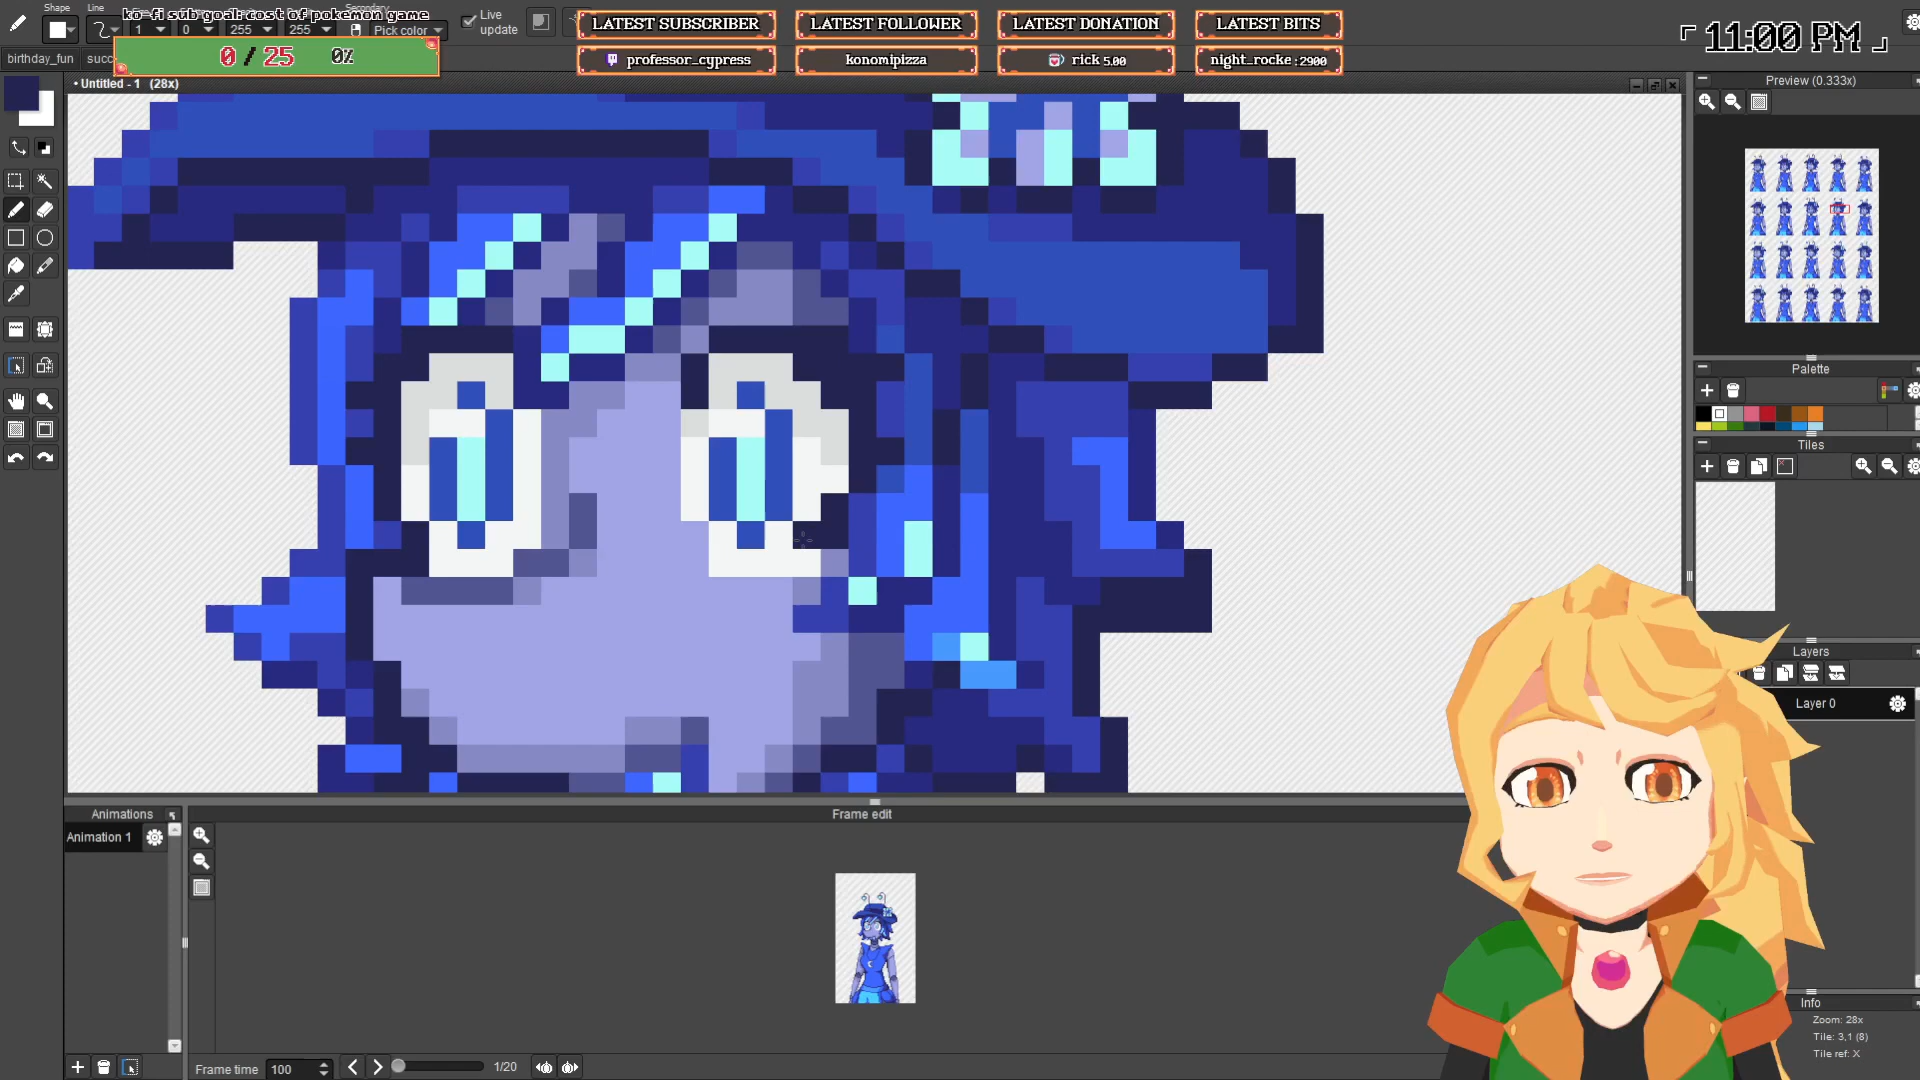 Shape
Line
ko-fi sub goal: cost of pokemon game
Secondary
1
0
255
255
Pick color
Live
update
LATEST SUBSCRIBER
LATEST FOLLOWER
LATEST DONATION
LATEST BITS
professor_cypress
konomipizza
rick 5.00
night_rocke :2900
11:00 PM
birthday_fun
succ
0 / 25
0%
• Untitled - 1 (28x)
Preview (0.333x)
Palette
Tiles
Layers
Layer 0
Animations
Animation 1
Frame edit
Frame time
100
1/20
Info
Zoom: 28x
Tile: 3,1 (8)
Tile ref: X